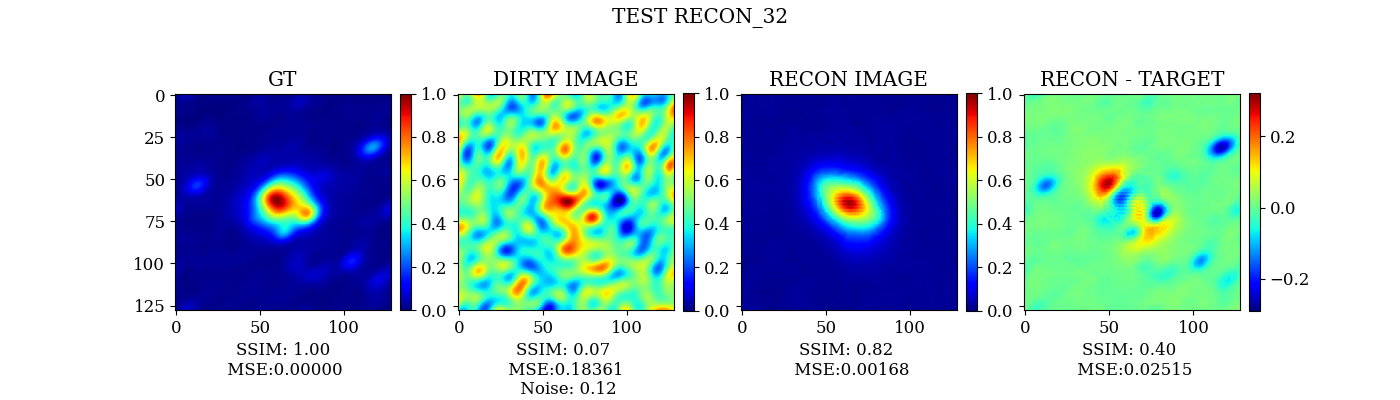 TEST RECON_32
GT
DIRTY IMAGE
RECON IMAGE
RECON - TARGET
0
25
50
75
100
125
0 50 100
1.0
0.8
0.6
0.4
0.2
0.0
0 50 100
1.0
0.8
0.6
0.4
0.2
0.0
0 50 100
1.0
0.8
0.6
0.4
0.2
0.0
0 50 100
0.2
0.0
−0.2
SSIM: 1.00
MSE:0.00000
SSIM: 0.07
MSE:0.18361
Noise: 0.12
SSIM: 0.82
MSE:0.00168
SSIM: 0.40
MSE:0.02515